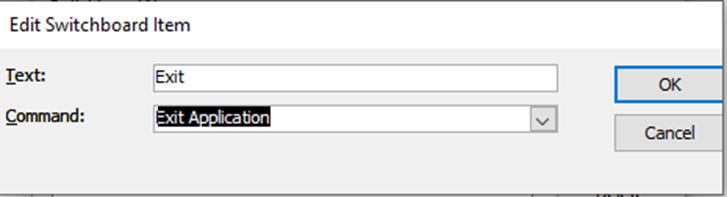 Edit Switchboard Item
Text: Exit
OK
Command: Exit Application
Cancel